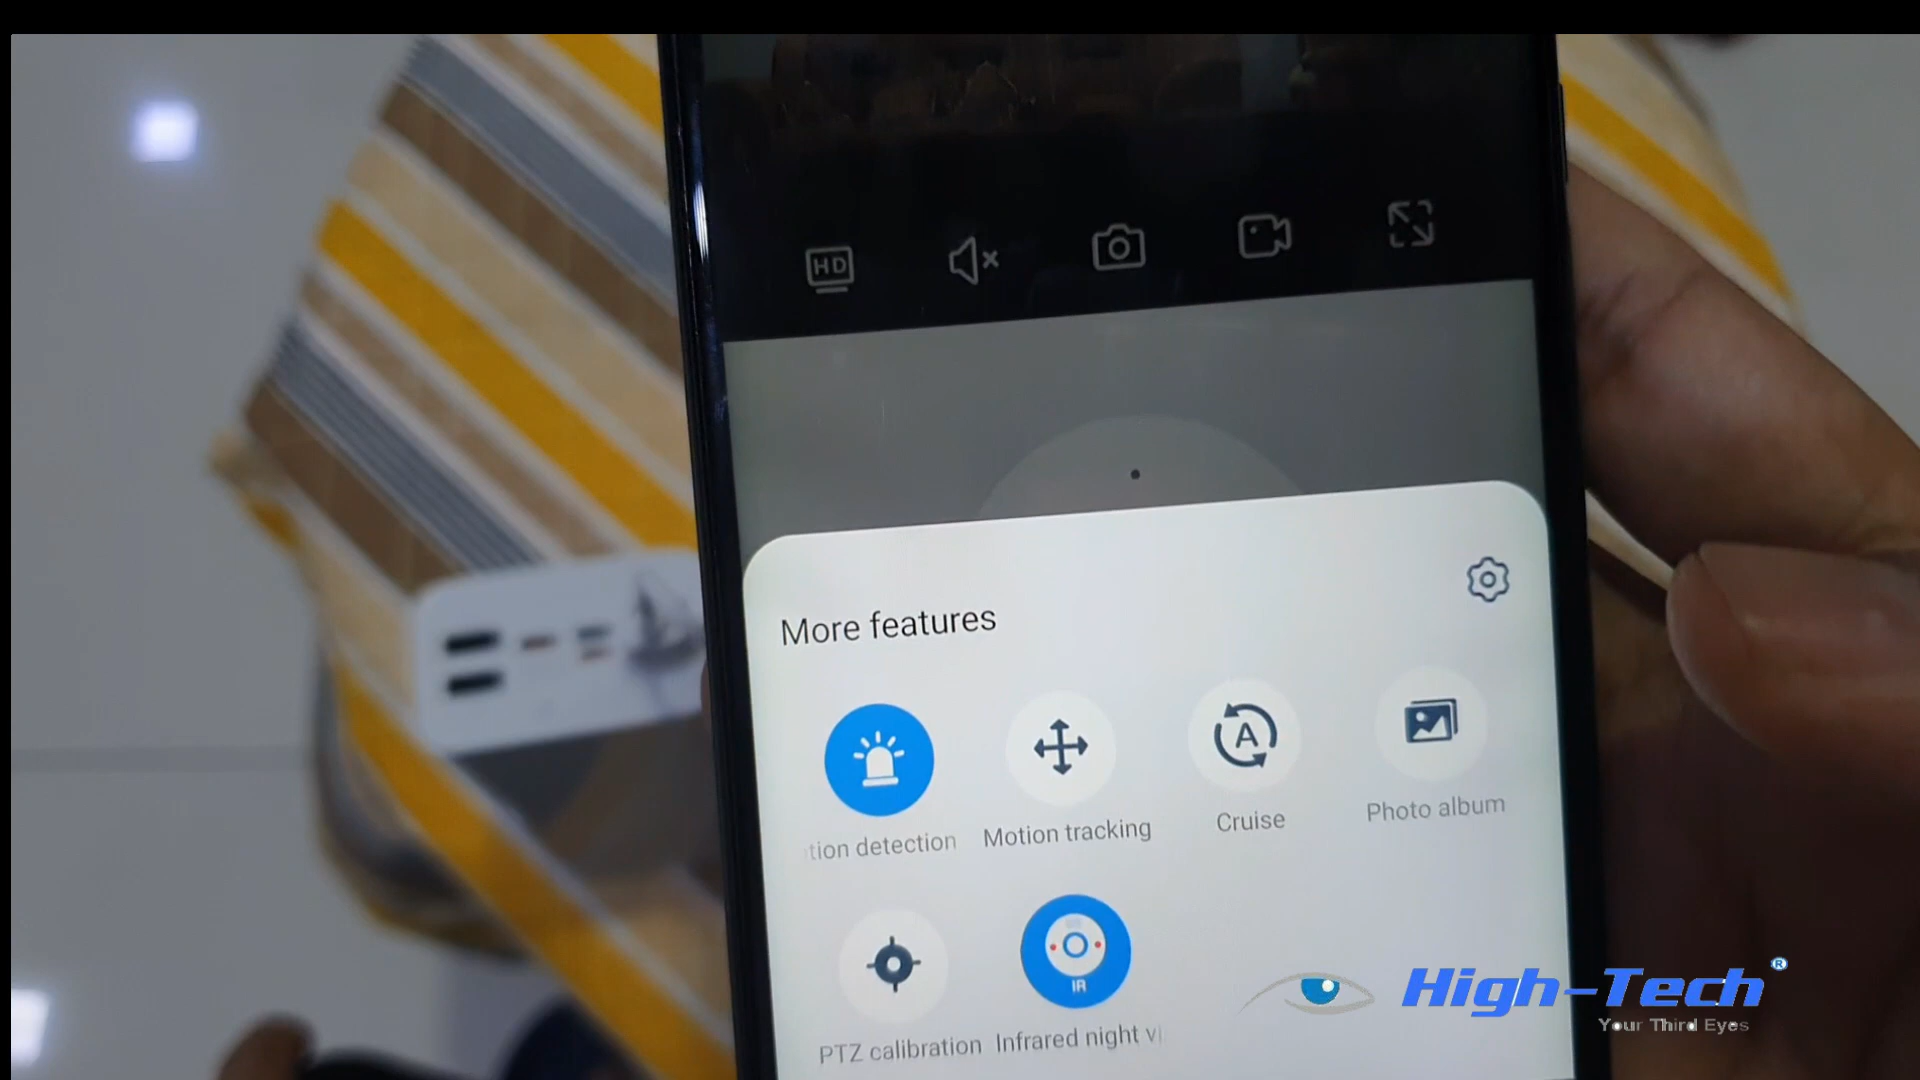 HD
More features
tion detection
Motion tracking
Cruise
A
Photo album
PTZ calibration
IR
Infrared night v
High-Tech®
Your Third Eyes